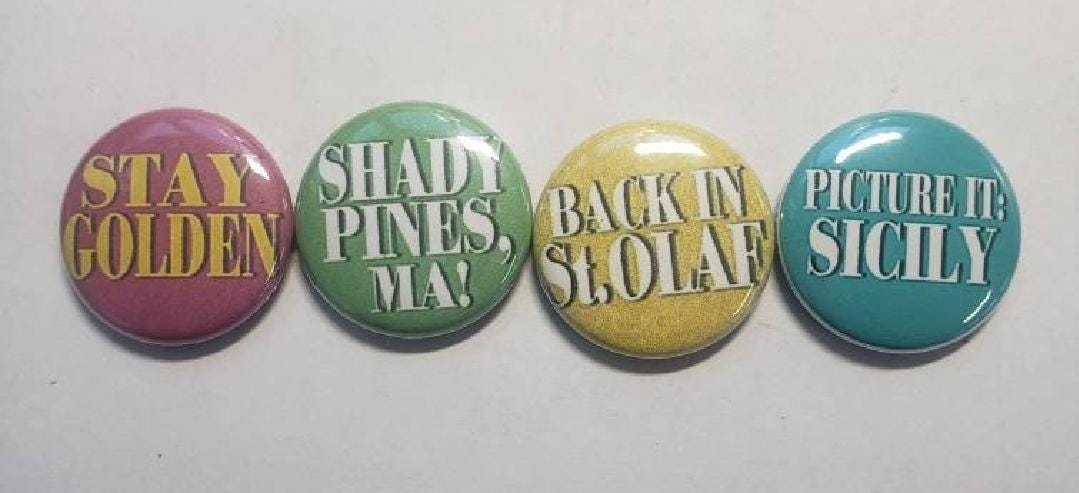 STAY
GOLDEN
SHADY
PINES,
MA!
BACK IN
St. OLAF
PICTURE IT:
SICILY